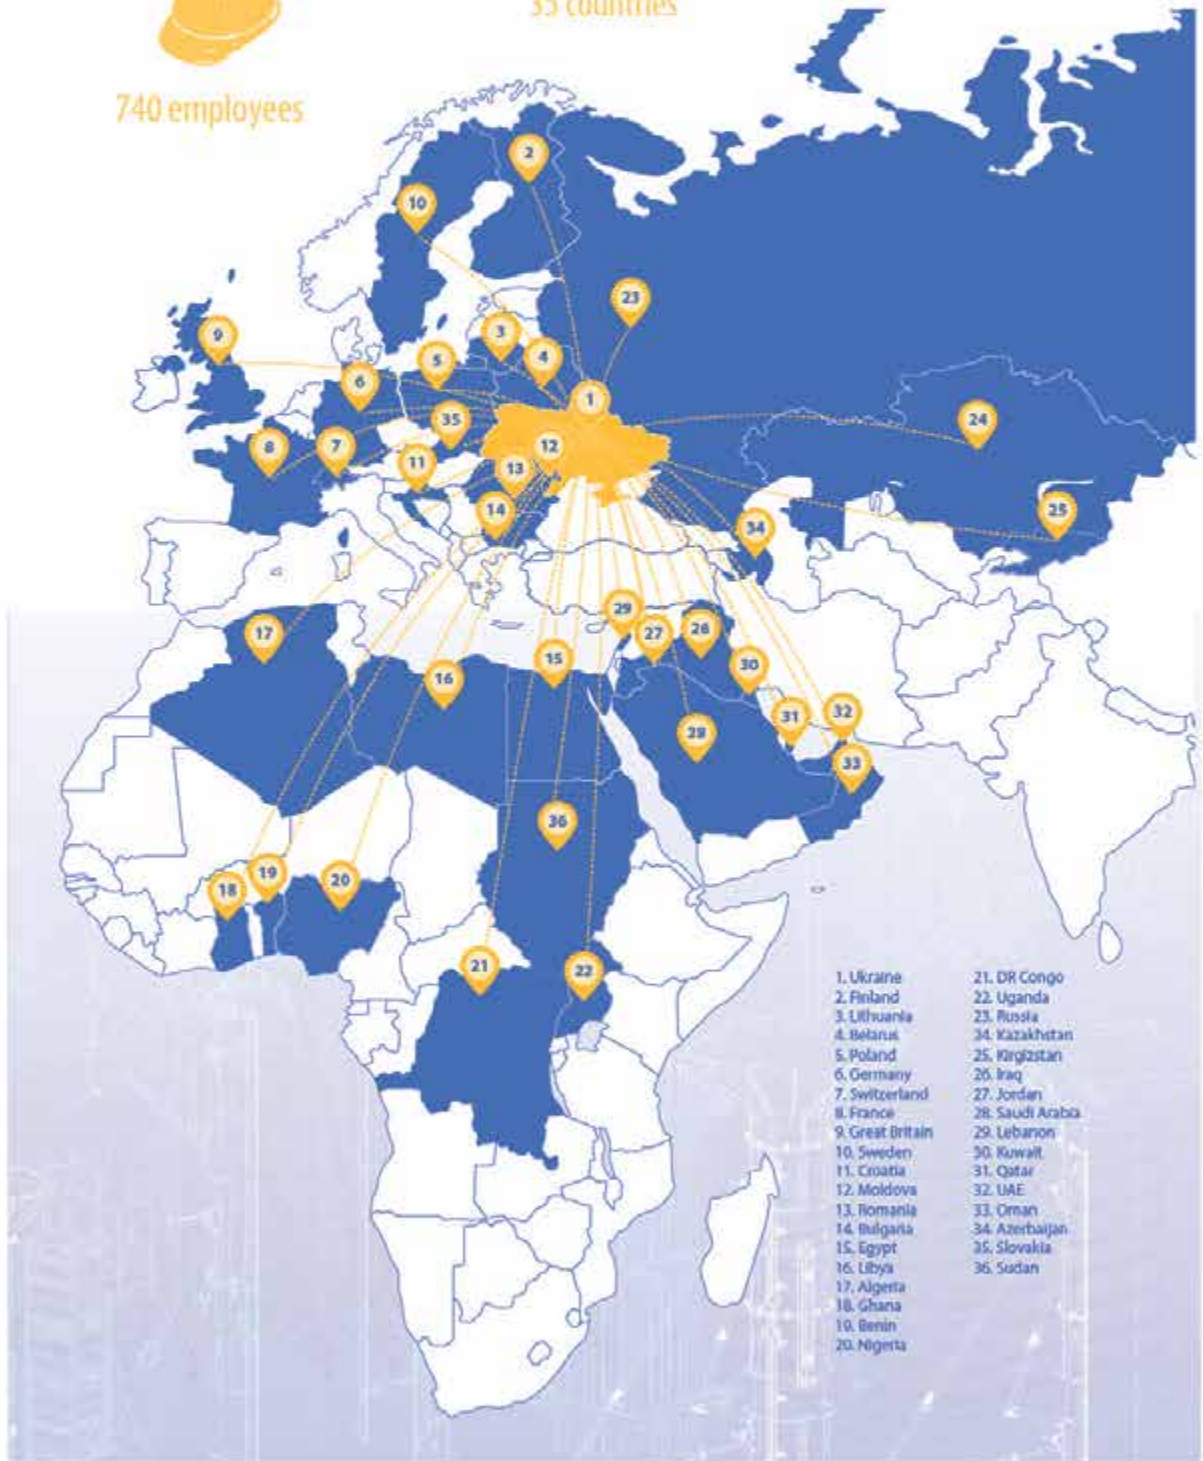 35 countries
740 employees
2
10
23
9
3
5
4
6
1
35
24
8
7
12
11
13
14
25
34
29
17
27
26
15
30
16
31
32
28
33
36
19
20
18
21
22
1. Ukraine
2. Finland
3. Lithuania
4. Belarus
5. Poland
6. Germany
7. Switzerland
8. France
9. Great Britain
10. Sweden
11. Croatia
12. Moldova
13. Romania
14. Bulgaria
15. Egypt
16. Libya
17. Algeria
18. Ghana
19. Benin
20. Nigeria
21. DR Congo
22. Uganda
23. Russia
24. Kazakhstan
25. Kirgizstan
26. Iraq
27. Jordan
28. Saudi Arabia
29. Lebanon
30. Kuwait
31. Qatar
32. UAE
33. Oman
34. Azerbaijan
35. Slovakia
36. Sudan